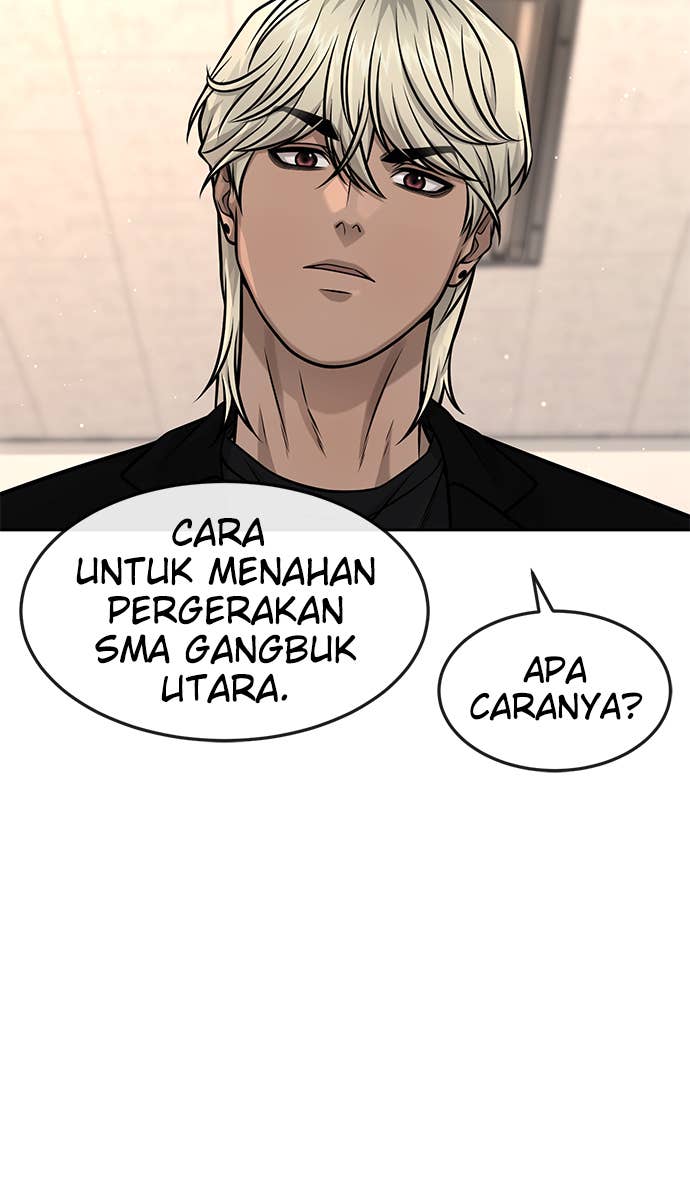 CARA
UNTUK MENAHAN
PERGERAKAN
SMA GANGBUK
UTARA.
APA
CARANYA?